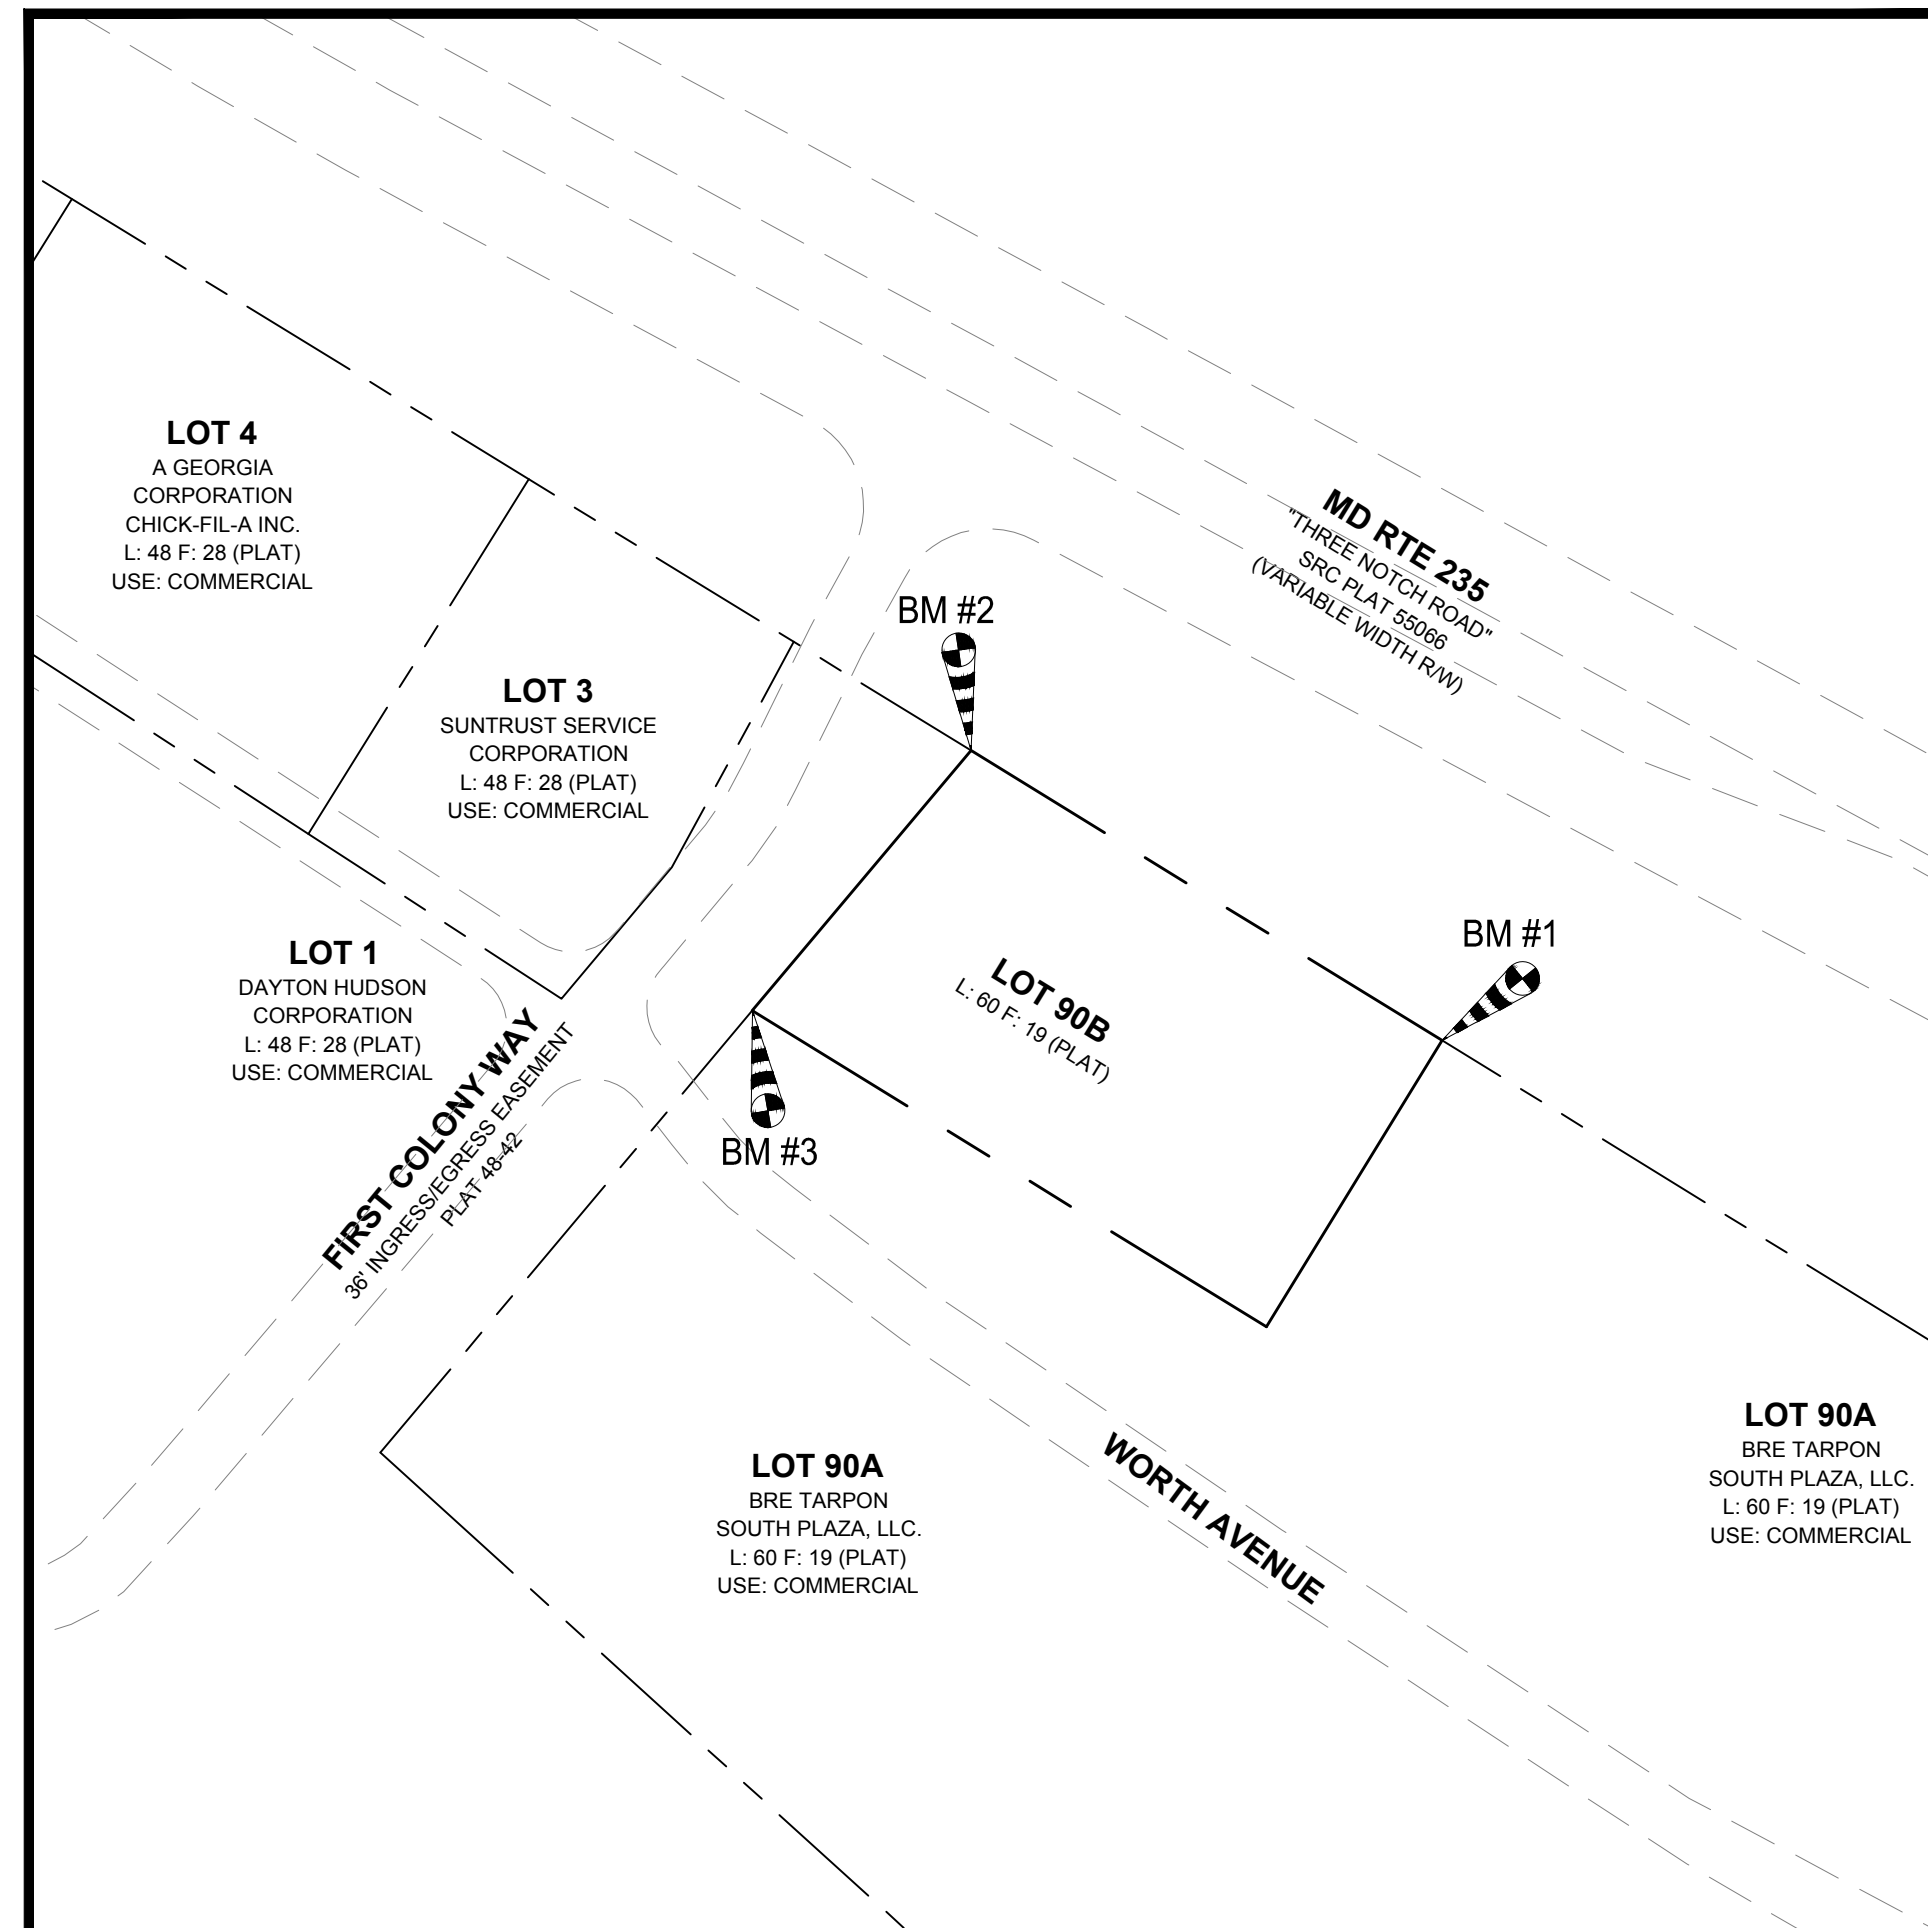 LOT 4
A GEORGIA
CORPORATION
CHICK-FIL-A INC.
L: 48 F: 28 (PLAT)
USE: COMMERCIAL
MD RTE 235
"THREE NOTCH ROAD"
SRC PLAT 55066
(VARIABLE WIDTH R/W)
BM #2
LOT 3
SUNTRUST SERVICE
CORPORATION
L: 48 F: 28 (PLAT)
USE: COMMERCIAL
BM #1
LOT 1
DAYTON HUDSON
CORPORATION
L: 48 F: 28 (PLAT)
USE: COMMERCIAL
LOT 90B
L: 60 F: 19 (PLAT)
FIRST COLONY WAY
36' INGRESS/EGRESS EASEMENT
PLAT 48-42
BM #3
LOT 90A
BRE TARPON
SOUTH PLAZA, LLC.
L: 60 F: 19 (PLAT)
USE: COMMERCIAL
WORTH AVENUE
LOT 90A
BRE TARPON
SOUTH PLAZA, LLC.
L: 60 F: 19 (PLAT)
USE: COMMERCIAL